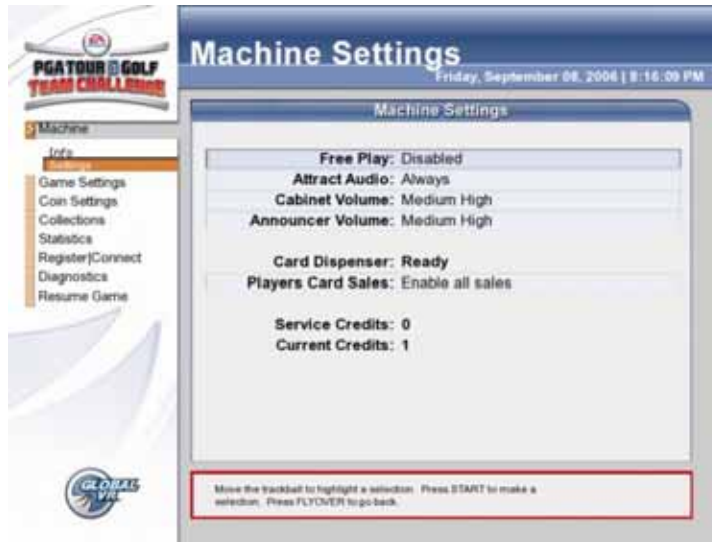 EA
PGA TOUR GOLF
TEAM CHALLENGE
Machine Settings
Friday, September 08, 2006 | 8:16:09 PM
Machine
Info
Settings
Game Settings
Coin Settings
Collections
Statistics
Register|Connect
Diagnostics
Resume Game
Machine Settings
Free Play: Disabled
Attract Audio: Always
Cabinet Volume: Medium High
Announcer Volume: Medium High
Card Dispenser: Ready
Players Card Sales: Enable all sales
Service Credits: 0
Current Credits: 1
GLOBAL
VR
Move the trackball to highlight a selection. Press START to make a
selection. Press FLYOVER to go back.